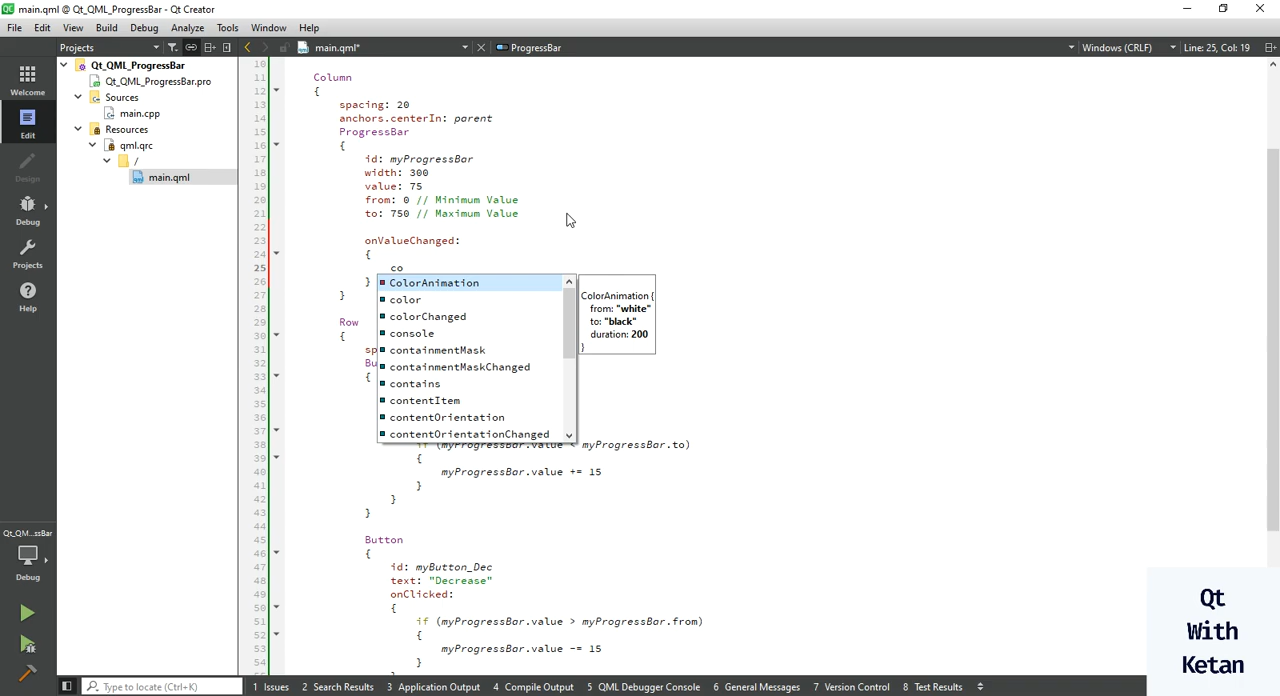 main.qml @ Qt_QML_ProgressBar - Qt Creator
File Edit View Build Debug Analyze Tools Window Help
Projects main.qml* ProgressBar Windows (CRLF) Line: 25, Col: 19
Welcome
Edit
Design
Debug
Projects
Help
Qt_QM...ssBar
Debug
Qt_QML_ProgressBar
Qt_QML_ProgressBar.pro
Sources
main.cpp
Resources
qml.qrc
/
main.qml
10
11 Column
12 {
13 spacing: 20
14 anchors.centerIn: parent
15 ProgressBar
16 {
17 id: myProgressBar
18 width: 300
19 value: 75
20 from: 0 // Minimum Value
21 to: 750 // Maximum Value
22
23 onValueChanged:
24 {
25 co
26 }
27 }
28
29 Row
30 {
31 sp
32 Bu
33 {
34
35
36
37
38 if (myProgressBar.value < myProgressBar.to)
39 {
40 myProgressBar.value += 15
41 }
42 }
43 }
44
45 Button
46 {
47 id: myButton_Dec
48 text: "Decrease"
49 onClicked:
50 {
51 if (myProgressBar.value > myProgressBar.from)
52 {
53 myProgressBar.value -= 15
54 }
ColorAnimation
color
colorChanged
console
containmentMask
containmentMaskChanged
contains
contentItem
contentOrientation
contentOrientationChanged
ColorAnimation {
from: "white"
to: "black"
duration: 200
}
Type to locate (Ctrl+K) 1 Issues 2 Search Results 3 Application Output 4 Compile Output 5 QML Debugger Console 6 General Messages 7 Version Control 8 Test Results
Qt
With
Ketan